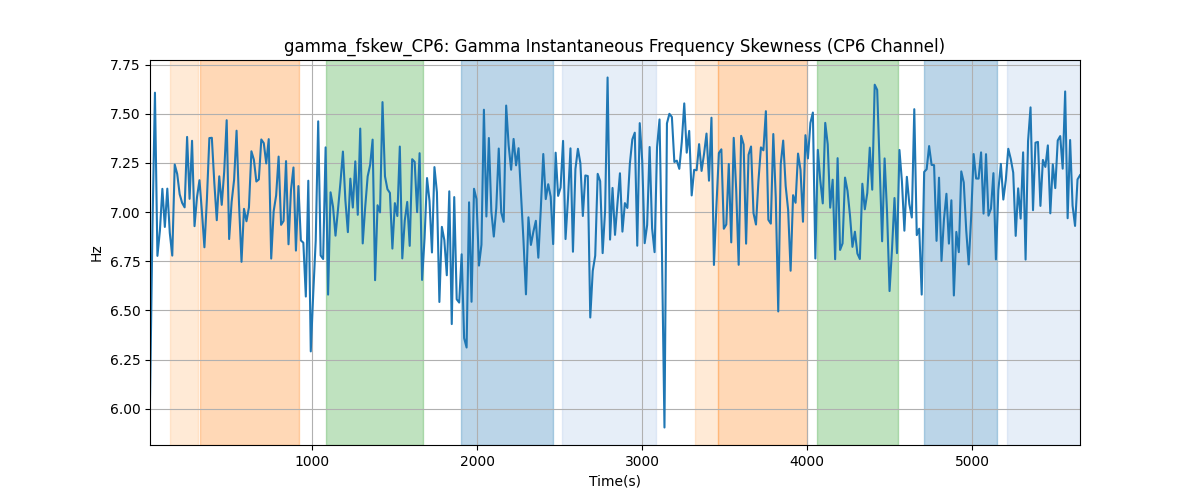 gamma_fskew_CP6: Gamma Instantaneous Frequency Skewness (CP6 Channel)
7.75
7.50
7.25
7.00
6.75
6.50
6.25
6.00
Hz
1000 2000 3000 4000 5000
Time(s)